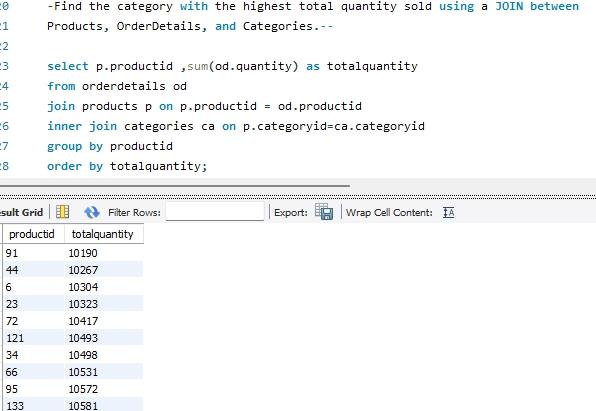 20 -Find the category with the highest total quantity sold using a JOIN between
21 Products, OrderDetails, and Categories.--
22
23 select p.productid ,sum(od.quantity) as totalquantity
24 from orderdetails od
25 join products p on p.productid = od.productid
26 inner join categories ca on p.categoryid=ca.categoryid
27 group by productid
28 order by totalquantity;
esult Grid Filter Rows: Export: Wrap Cell Content:
productid totalquantity
91 10190
44 10267
6 10304
23 10323
72 10417
121 10493
34 10498
66 10531
95 10572
133 10581